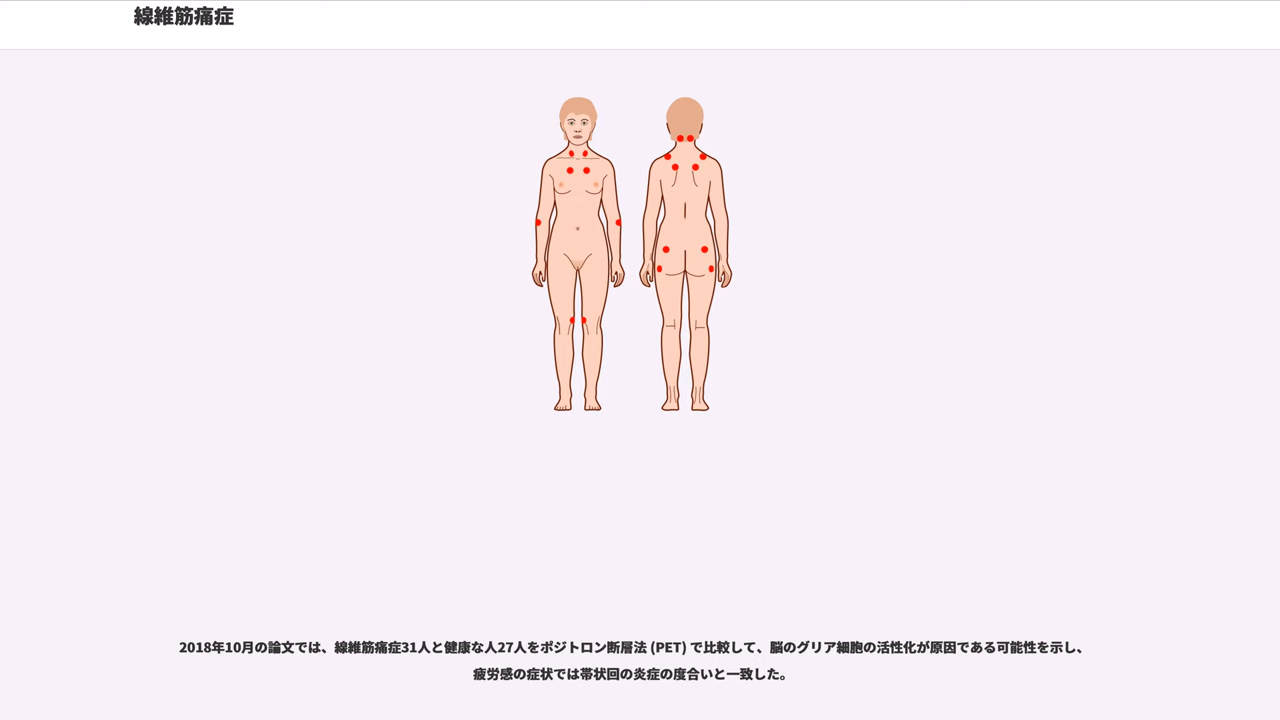 線維筋痛症
2018年10月の論文では、線維筋痛症31人と健康な人27人をポジトロン断層法 (PET) で比較して、脳のグリア細胞の活性化が原因である可能性を示し、
疲労感の症状では帯状回の炎症の度合いと一致した。